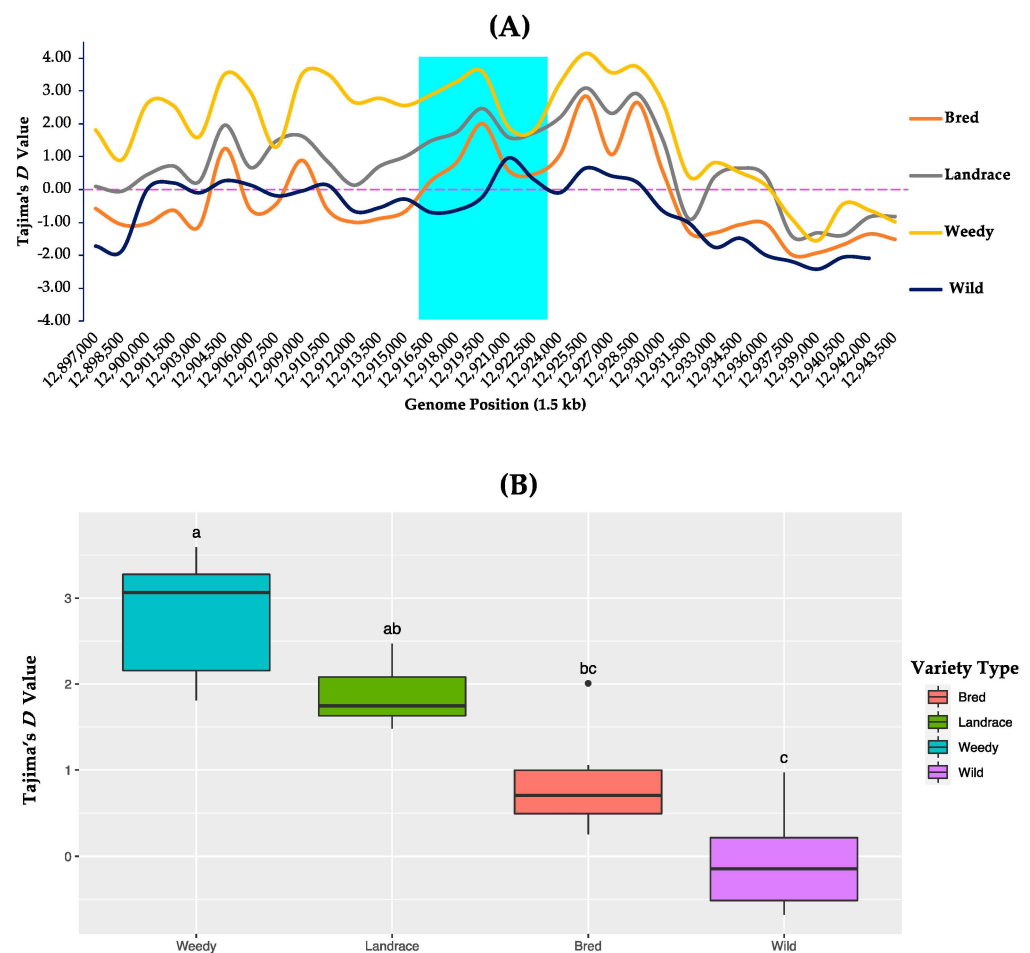 (A)
Tajima's D Value
4.00
3.00
2.00
1.00
0.00
-1.00
-2.00
-3.00
-4.00
12,897,000
12,898,500
12,900,000
12,901,500
12,903,000
12,904,500
12,906,000
12,907,500
12,909,000
12,910,500
12,912,000
12,913,500
12,915,000
12,916,500
12,918,000
12,919,500
12,921,000
12,922,500
12,924,000
12,925,500
12,927,000
12,928,500
12,930,000
12,931,500
12,933,000
12,934,500
12,936,000
12,937,500
12,939,000
12,940,500
12,942,000
12,943,500
Genome Position (1.5 kb)
Bred
Landrace
Weedy
Wild
(B)
Tajima's D Value
3
2
1
0
a
ab
bc
c
Weedy
Landrace
Bred
Wild
Variety Type
Bred
Landrace
Weedy
Wild